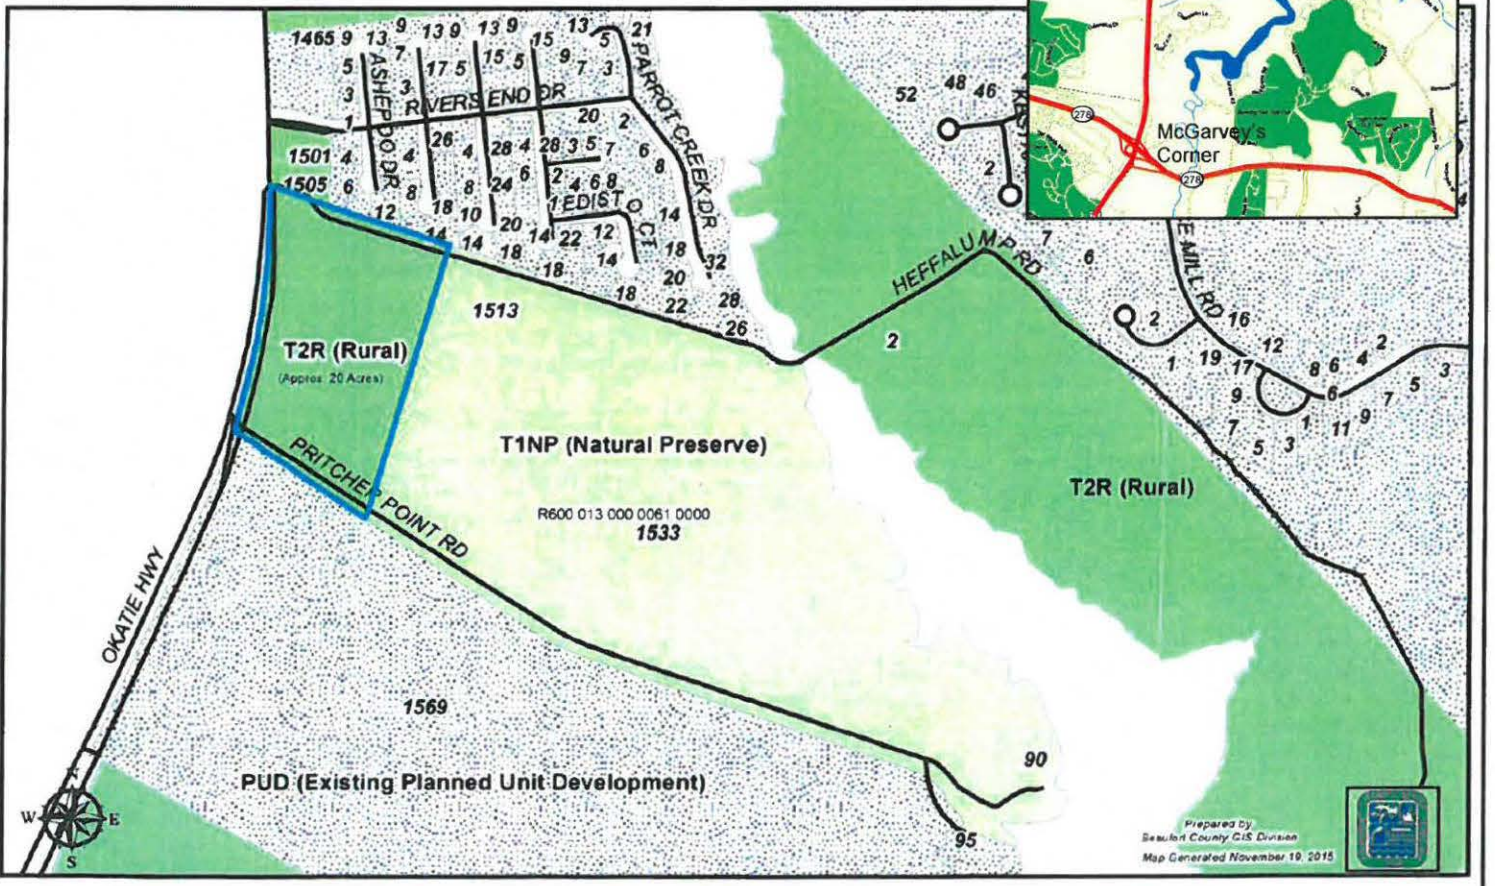 1465 9 13 9 13 9 13 9 15 13 5 21
5 7 17 5 15 5 9 7 3
3 3
1
ASHEPOO DR
RIVERS END DR
PARROT CREEK DR
20 2
26 4 28 4 28 3 5 7 6 8
1501 4 4
1505 6 8 8 24 6 2 4 6 8
12 18 10 20 1 EDISTO CT 14
14 14 18 14 22 12 18 32
18 14 20
18 22 28
26
52 48 46
2
278
McGarvey's
Corner
278
7 6
HEFFALUMP RD
E MILL RD
2 16
1 19 17 12 8 6 4 2
9 6 7 5 3
7 5 3 1 11 9
1513
2
T2R (Rural)
(Approx. 20 Acres)
T1NP (Natural Preserve)
T2R (Rural)
PRITCHER POINT RD
R600 013 000 0061 0000
1533
OKATIE HWY
1569
PUD (Existing Planned Unit Development)
90
95
W E
S
Prepared by
Beaufort County GIS Division
Map Generated November 19, 2015